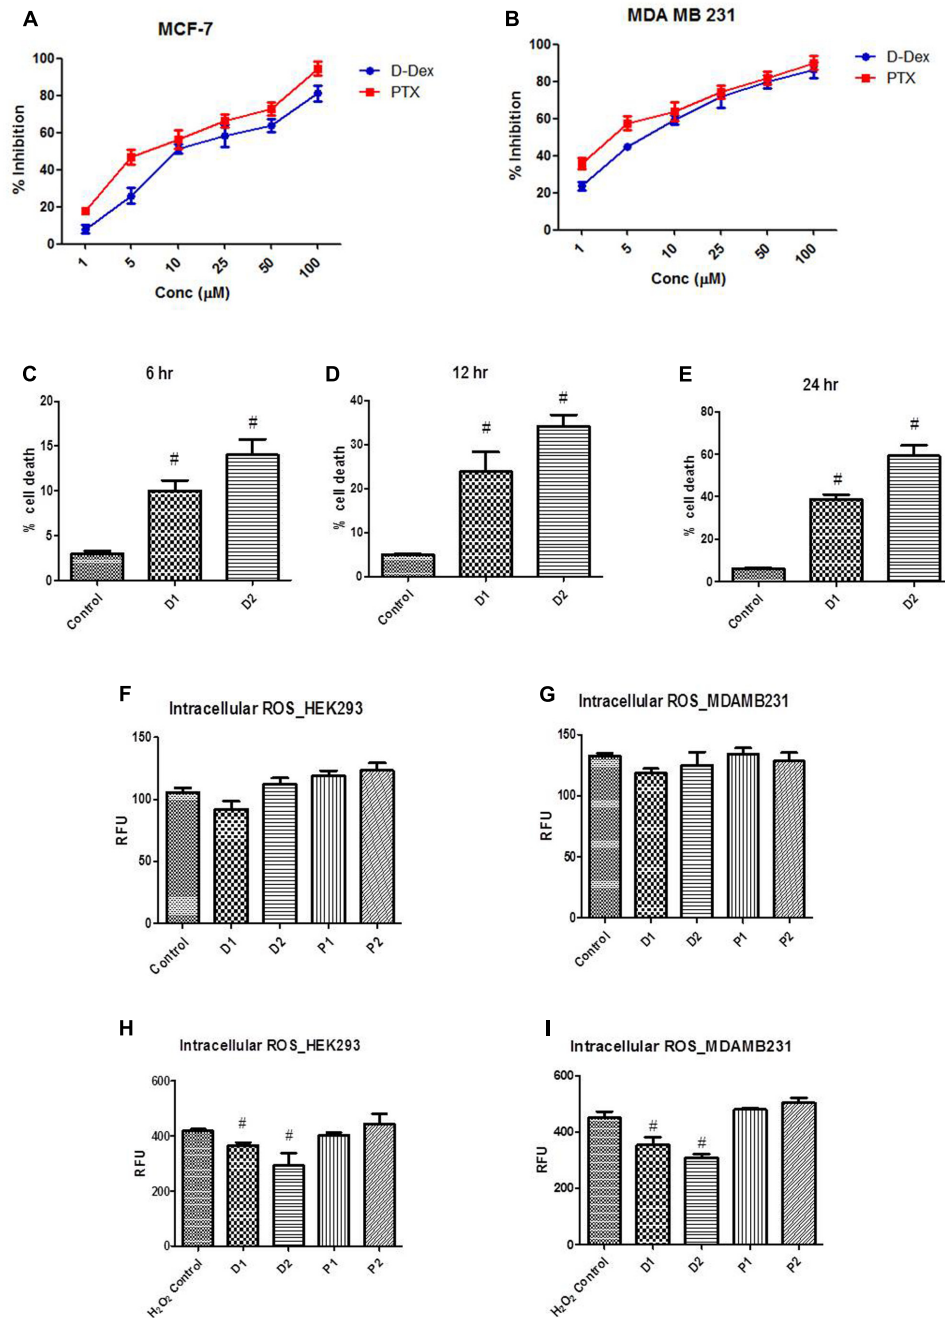 A
MCF-7
% Inhibition
100
80
60
40
20
0
1
5
10
25
50
100
Conc (µM)
D-Dex
PTX
B
MDA MB 231
% Inhibition
100
80
60
40
20
0
1
5
10
25
50
100
Conc (µM)
D-Dex
PTX
C
6 hr
% cell death
20
15
10
5
0
#
#
Control
D1
D2
D
12 hr
% cell death
40
30
20
10
0
#
#
Control
D1
D2
E
24 hr
% cell death
80
60
40
20
0
#
#
Control
D1
D2
F
Intracellular ROS_HEK293
RFU
150
100
50
0
Control
D1
D2
P1
P2
G
Intracellular ROS_MDAMB231
RFU
150
100
50
0
Control
D1
D2
P1
P2
H
Intracellular ROS_HEK293
RFU
600
400
200
0
#
#
H₂O₂ Control
D1
D2
P1
P2
I
Intracellular ROS_MDAMB231
RFU
600
400
200
0
#
#
H₂O₂ Control
D1
D2
P1
P2